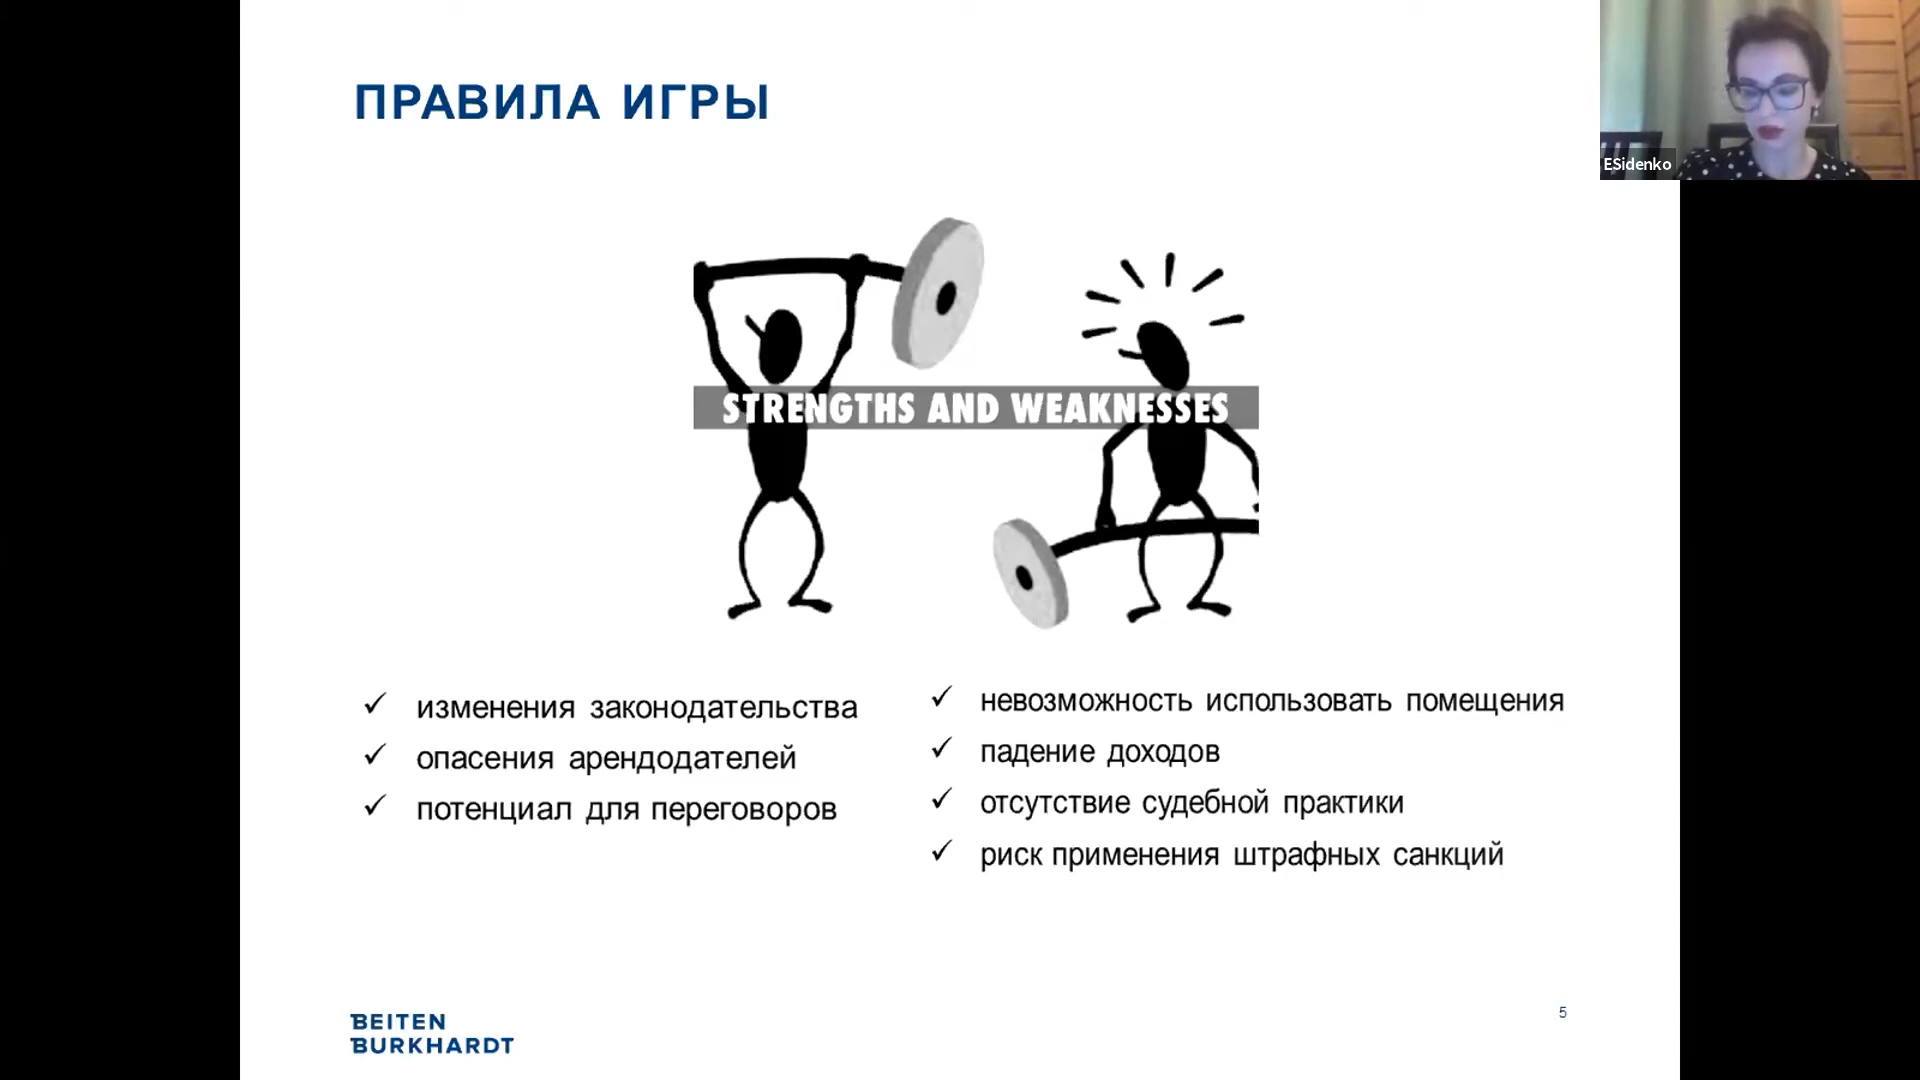 ПРАВИЛА ИГРЫ
ESidenko
STRENGTHS AND WEAKNESSES
изменения законодательства
опасения арендодателей
потенциал для переговоров
невозможность использовать помещения
падение доходов
отсутствие судебной практики
риск применения штрафных санкций
BEITEN
BURKHARDT
5